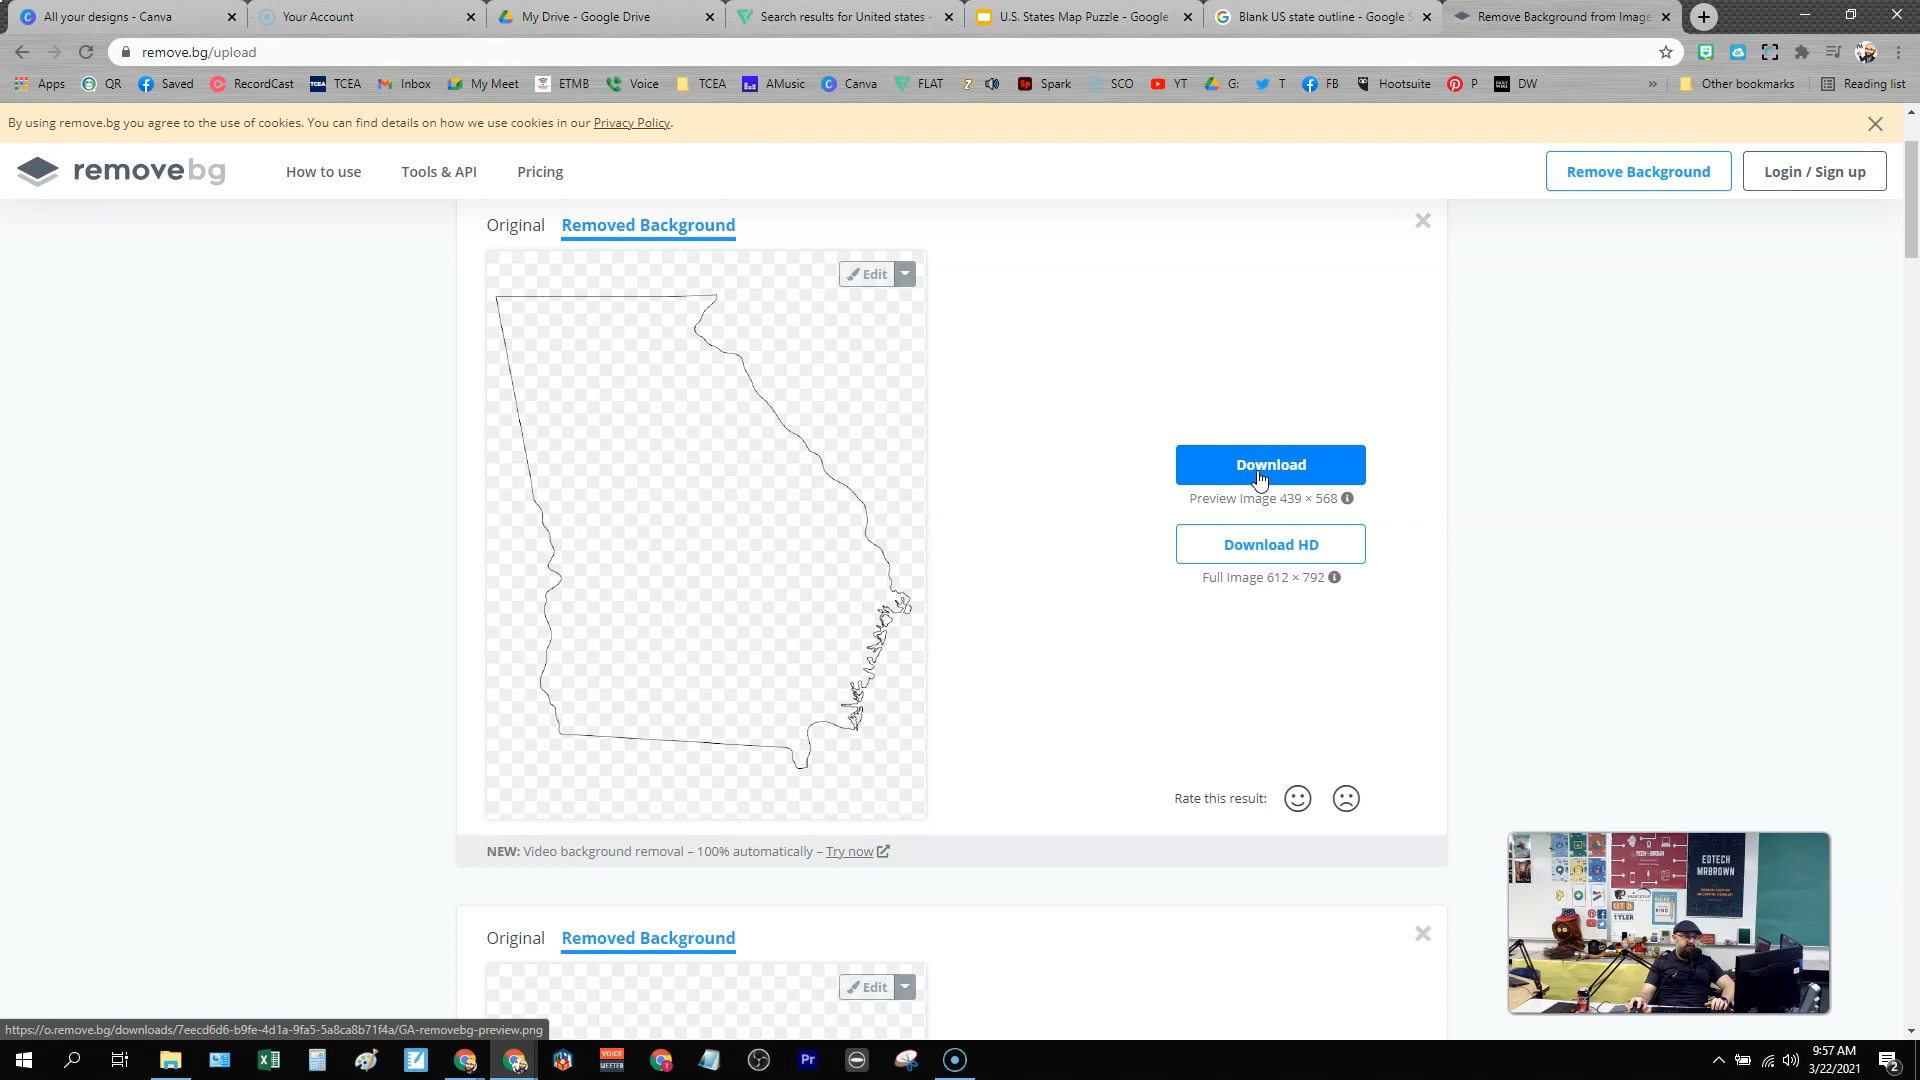 All your designs - Canva
Your Account
My Drive - Google Drive
Search results for United states -
U.S. States Map Puzzle - Google
Blank US state outline - Google S
Remove Background from Image
remove.bg/upload
Apps
QR
Saved
RecordCast
TCEA
Inbox
My Meet
ETMB
Voice
TCEA
AMusic
Canva
FLAT
Spark
SCO
YT
G:
T
FB
Hootsuite
P
DW
»
Other bookmarks
Reading list
By using remove.bg you agree to the use of cookies. You can find details on how we use cookies in our Privacy Policy.
removebg
How to use
Tools & API
Pricing
Remove Background
Login / Sign up
Original
Removed Background
Edit
Download
Preview Image 439 × 568
Download HD
Full Image 612 × 792
Rate this result:
NEW: Video background removal – 100% automatically – Try now
Original
Removed Background
Edit
EDTECH
MRBROWN
TYLER
https://o.remove.bg/downloads/7eecd6d6-b9fe-4d1a-9fa5-5a8ca8b71f4a/GA-removebg-preview.png
VOICE
MEETER
Pr
9:57 AM
3/22/2021
2